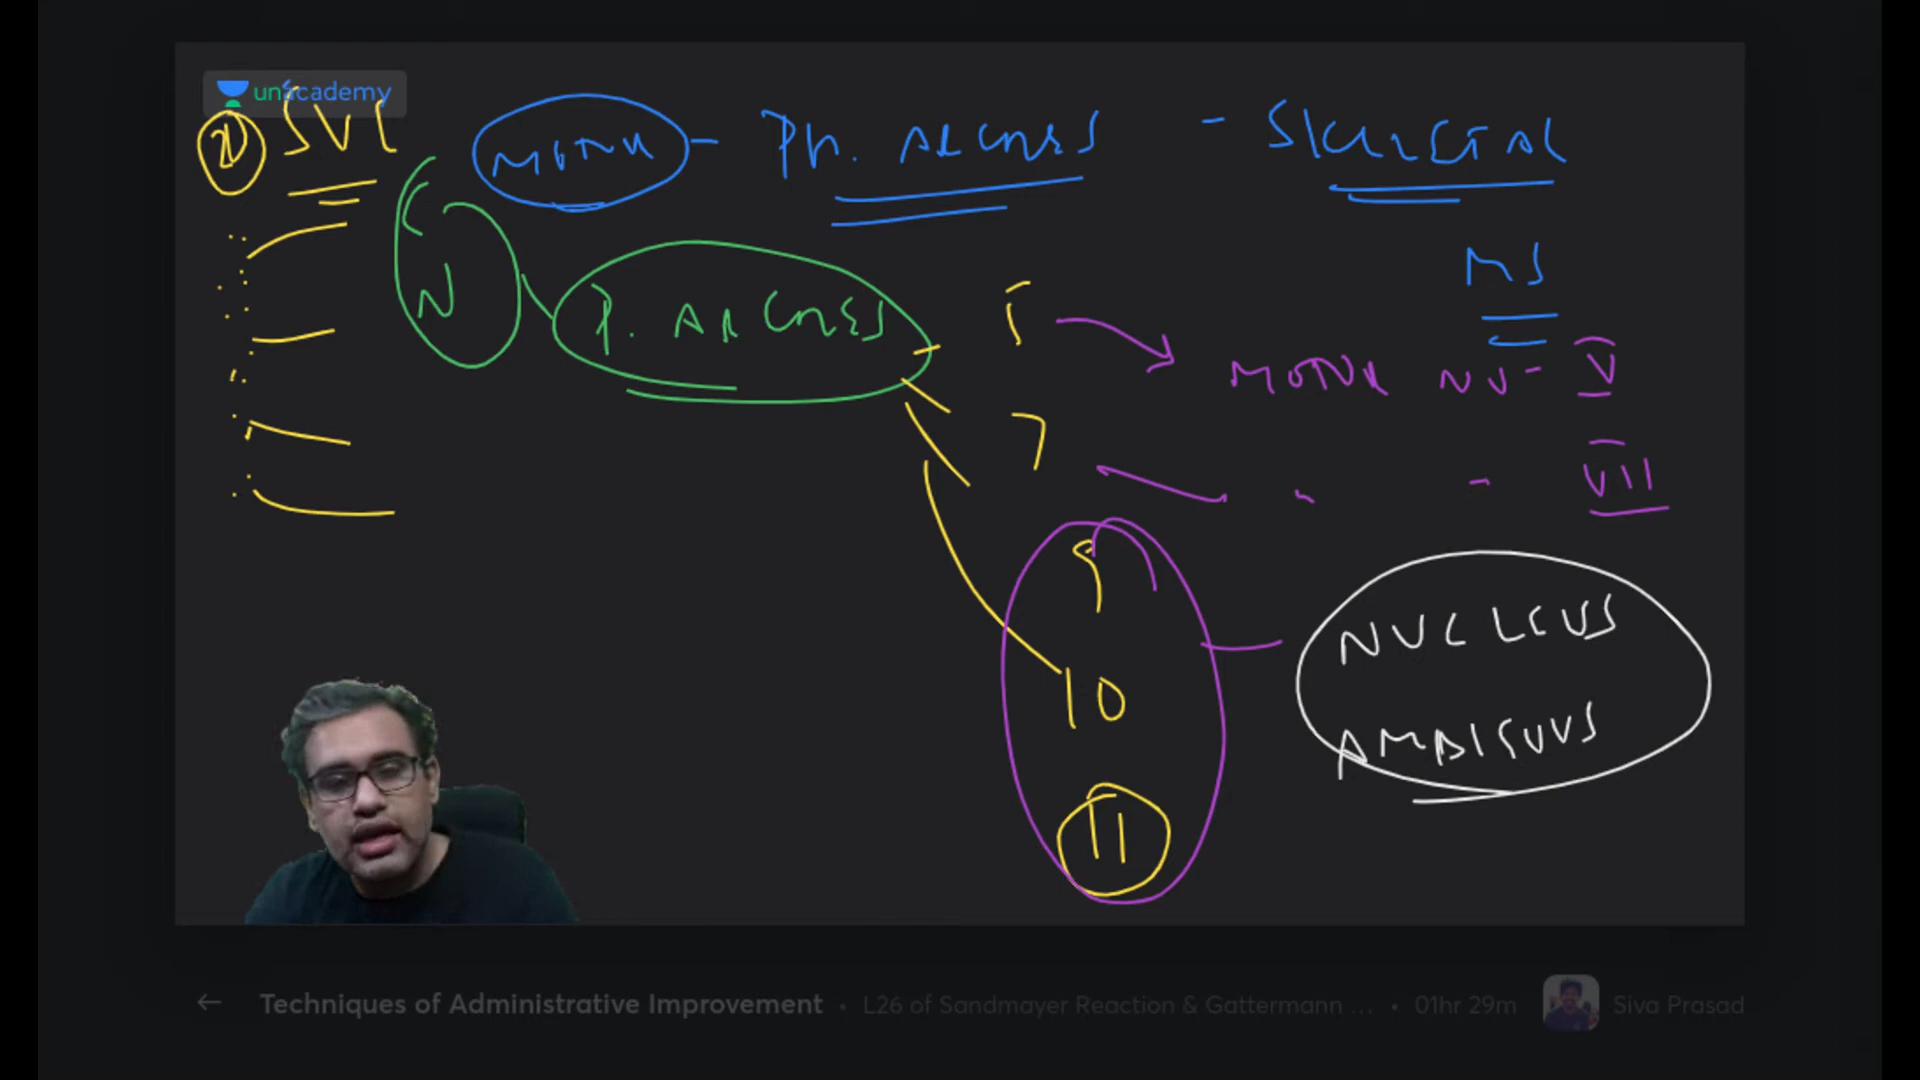 unacademy
② SVE
MOTOR - Ph. ARCHES - SKELETAL
MS
N
P. ARCHES - 5
MOTOR NU - V
7
" - VII
9
10
11
NUCLEUS
AMBIGUUS
Techniques of Administrative Improvement • L26 of Sandmayer Reaction & Gattermann ... • 01hr 29m Siva Prasad